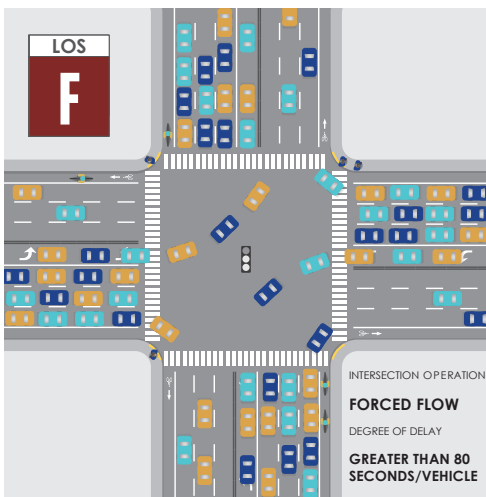 LOS
F
INTERSECTION OPERATION
FORCED FLOW
DEGREE OF DELAY
GREATER THAN 80
SECONDS/VEHICLE